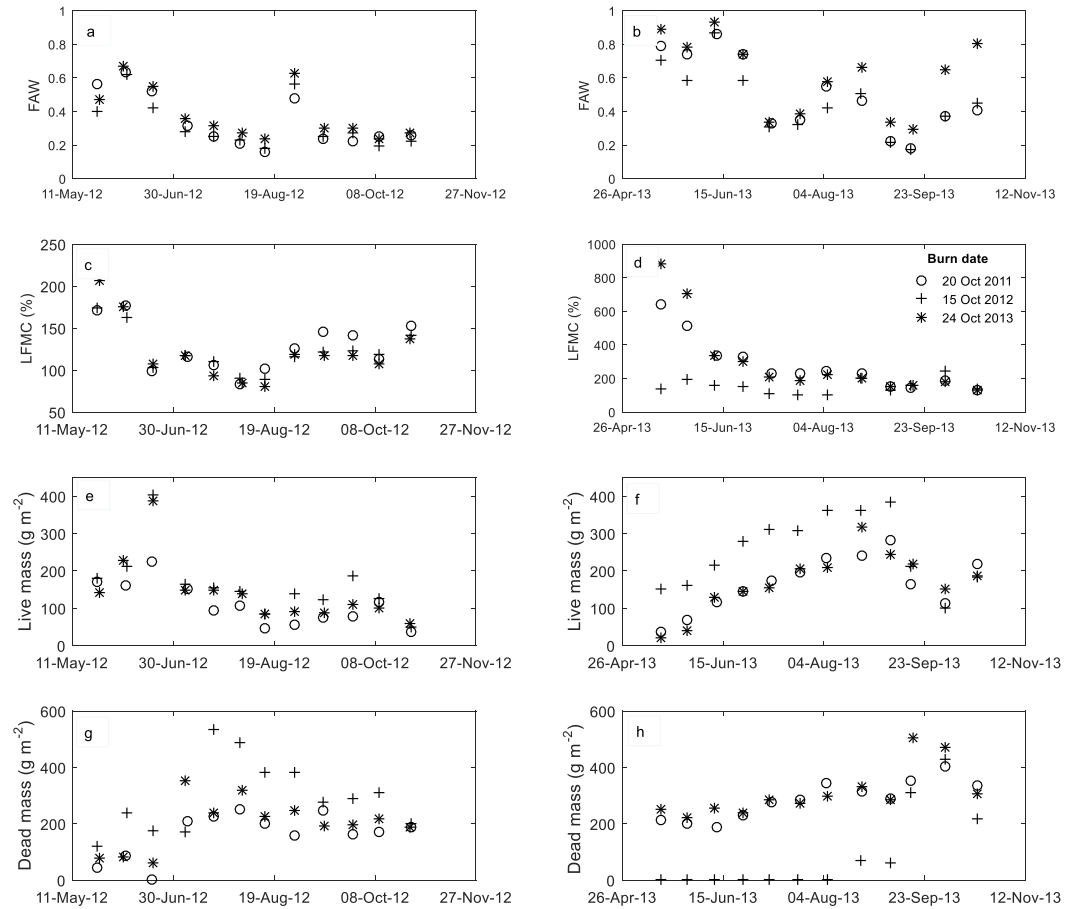 a
FAW
1
0.8
0.6
0.4
0.2
0
11-May-12 30-Jun-12 19-Aug-12 08-Oct-12 27-Nov-12
b
FAW
1
0.8
0.6
0.4
0.2
0
26-Apr-13 15-Jun-13 04-Aug-13 23-Sep-13 12-Nov-13
c
LFMC (%)
250
200
150
100
50
11-May-12 30-Jun-12 19-Aug-12 08-Oct-12 27-Nov-12
d
LFMC (%)
1000
800
600
400
200
0
26-Apr-13 15-Jun-13 04-Aug-13 23-Sep-13 12-Nov-13
Burn date
20 Oct 2011
15 Oct 2012
24 Oct 2013
e
Live mass (g m⁻²)
400
300
200
100
0
11-May-12 30-Jun-12 19-Aug-12 08-Oct-12 27-Nov-12
f
Live mass (g m⁻²)
400
300
200
100
0
26-Apr-13 15-Jun-13 04-Aug-13 23-Sep-13 12-Nov-13
g
Dead mass (g m⁻²)
600
400
200
0
11-May-12 30-Jun-12 19-Aug-12 08-Oct-12 27-Nov-12
h
Dead mass (g m⁻²)
600
400
200
0
26-Apr-13 15-Jun-13 04-Aug-13 23-Sep-13 12-Nov-13